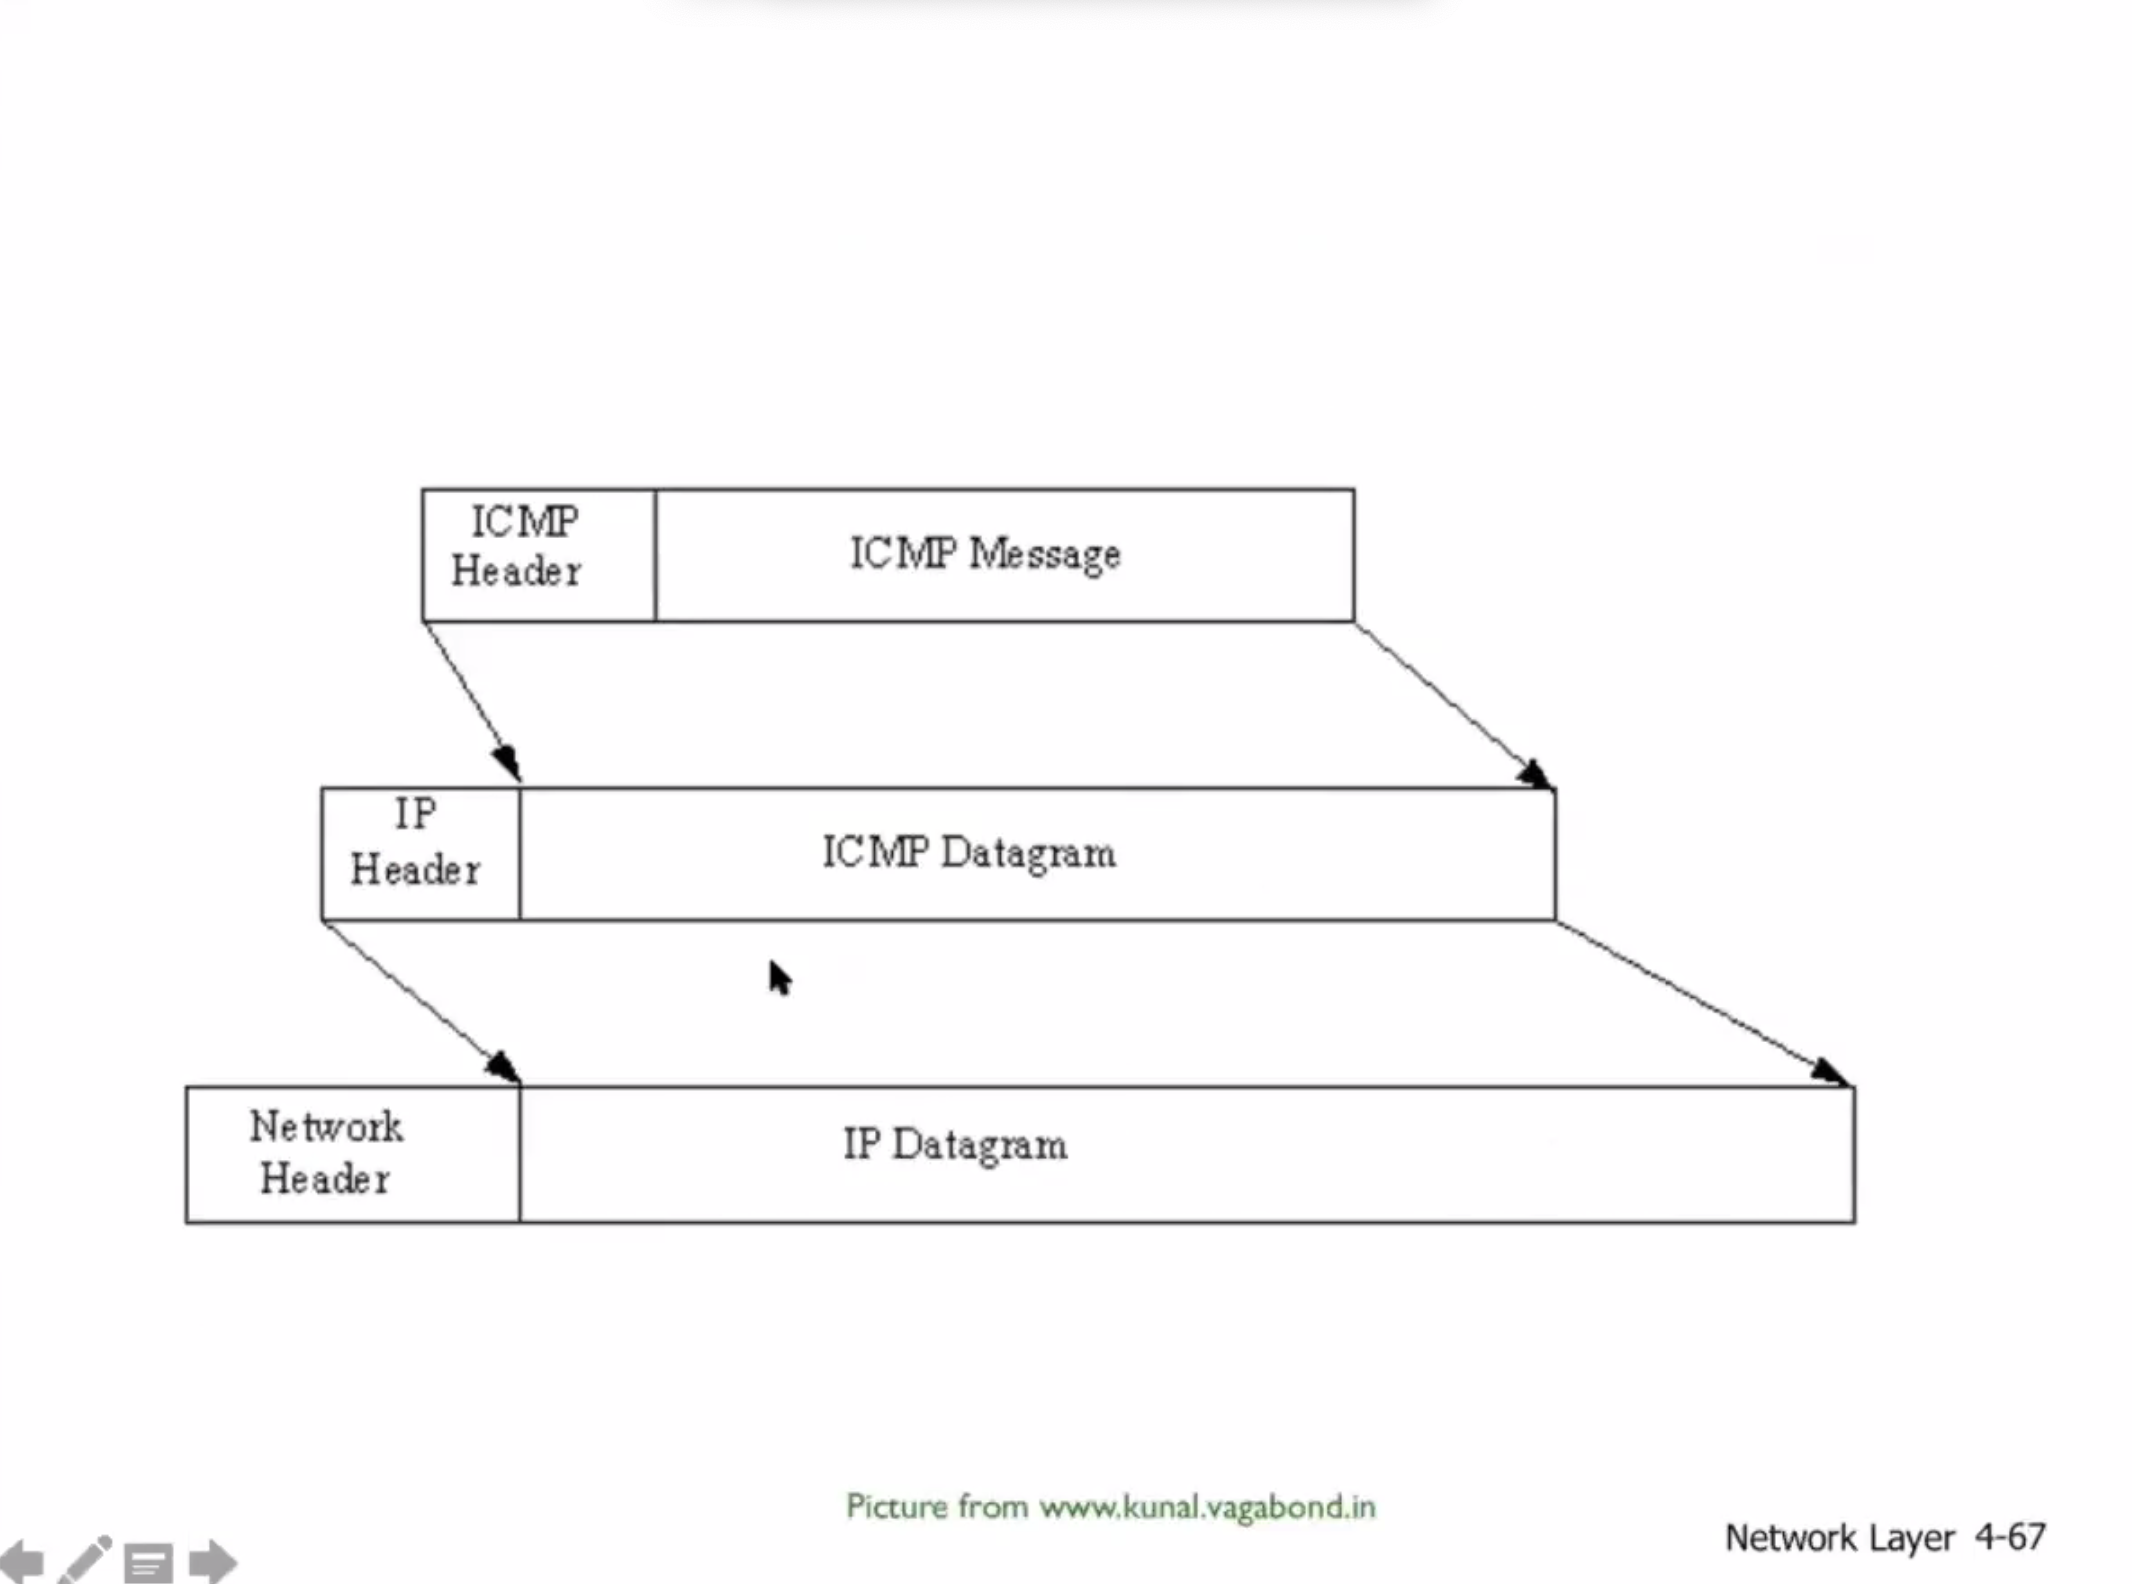 ICMP
Header
ICMP Message
IP
Header
ICMP Datagram
Network
Header
IP Datagram
Picture from www.kunal.vagabond.in
Network Layer 4-67